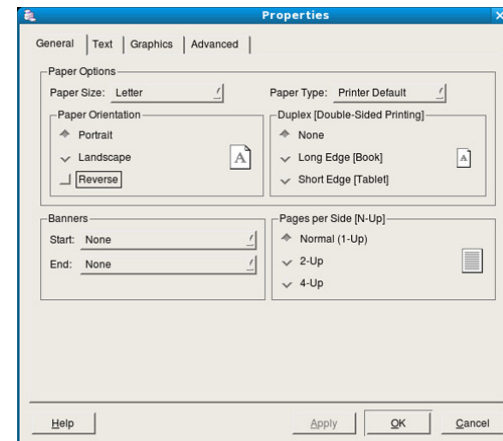 Properties
General Text Graphics Advanced
Paper Options
Paper Size: Letter
Paper Type: Printer Default
Paper Orientation
Portrait
Landscape
Reverse
A
Duplex [Double-Sided Printing]
None
Long Edge [Book]
Short Edge [Tablet]
A
Banners
Start: None
End: None
Pages per Side [N-Up]
Normal (1-Up)
2-Up
4-Up
Help
Apply
OK
Cancel